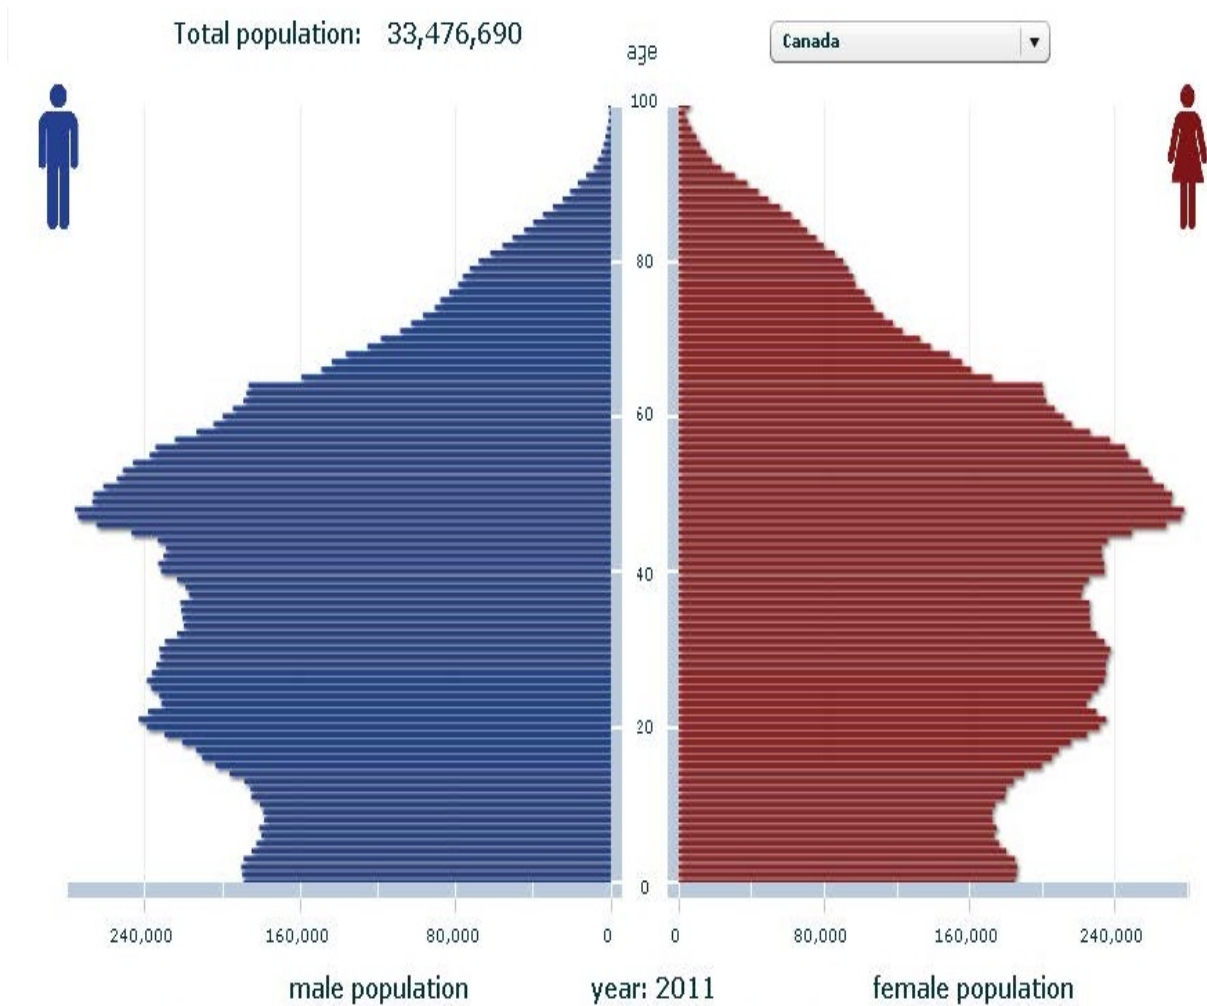 Total population: 33,476,690
age
Canada
100
80
60
40
20
0
240,000 160,000 80,000 0 0 80,000 160,000 240,000
male population year: 2011 female population